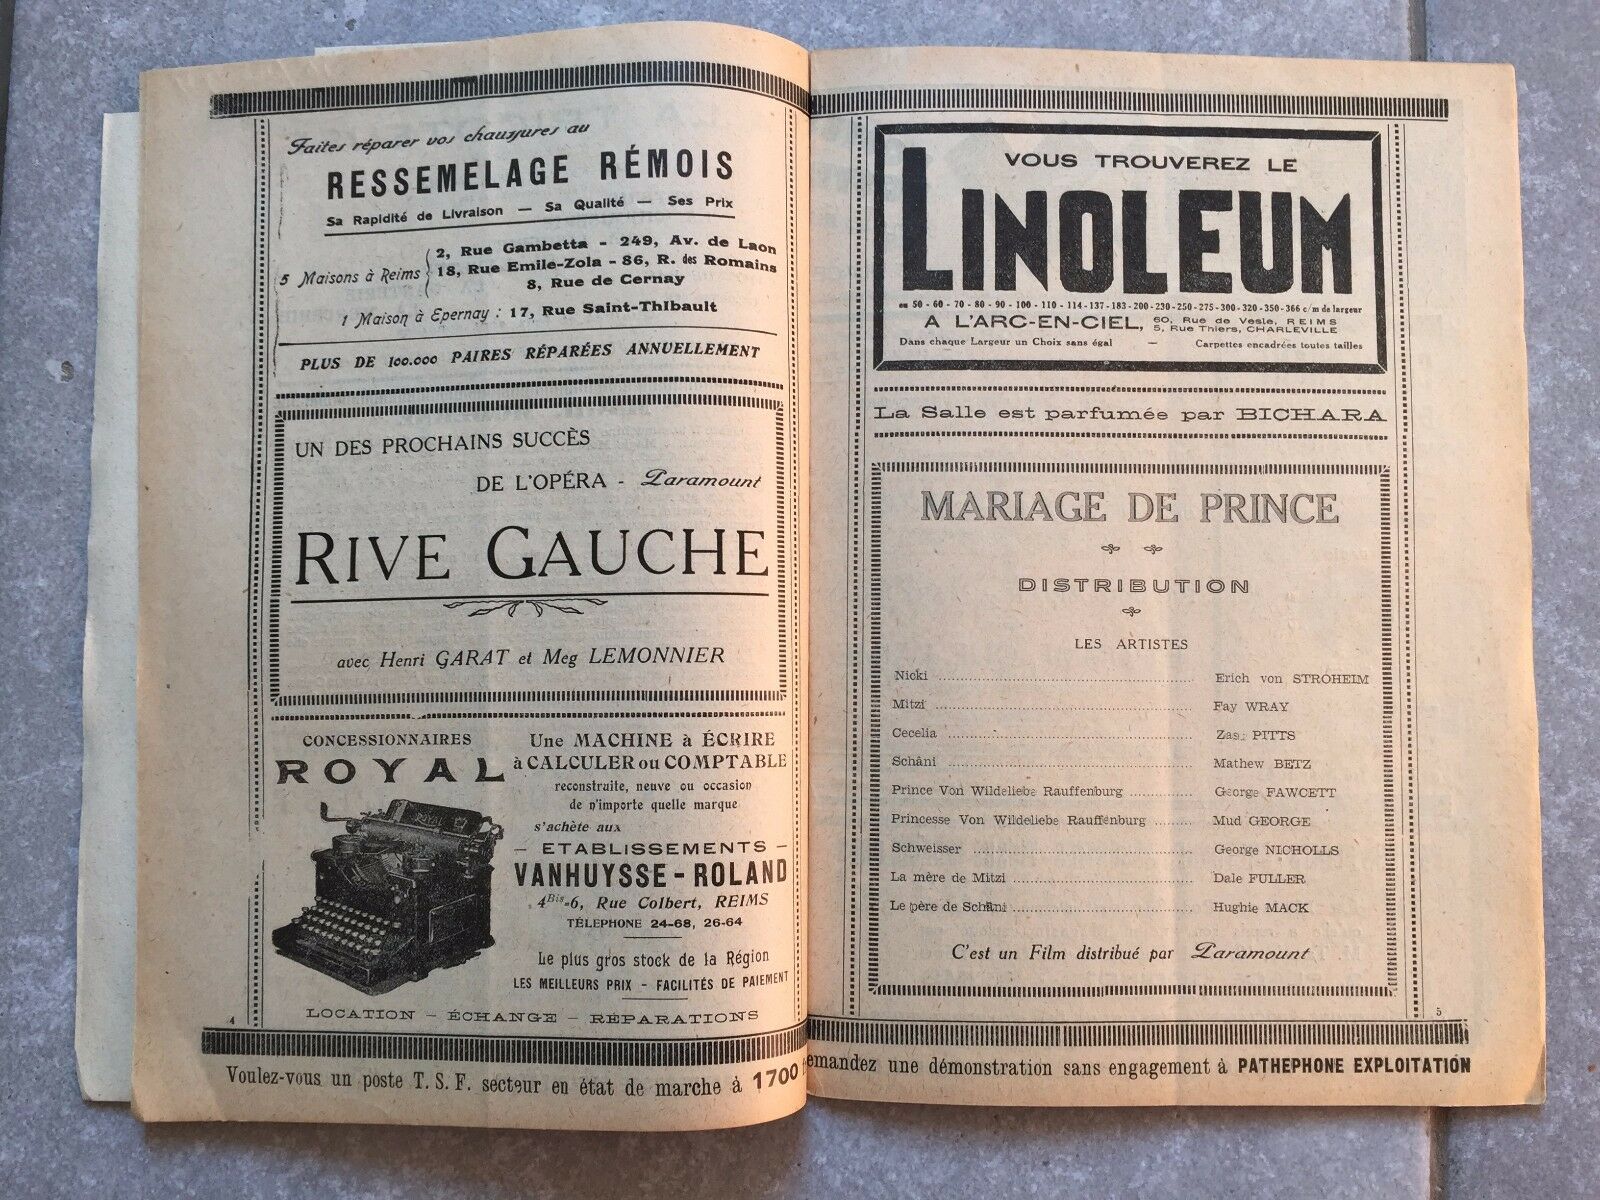 Faites réparer vos chaussures au
RESSEMELAGE RÉMOIS
Sa Rapidité de Livraison — Sa Qualité — Ses Prix
5 Maisons à Reims
2, Rue Gambetta - 249, Av. de Laon
18, Rue Emile-Zola - 86, R. des Romains
8, Rue de Cernay
1 Maison à Epernay : 17, Rue Saint-Thibault
PLUS DE 100.000 PAIRES RÉPARÉES ANNUELLEMENT
UN DES PROCHAINS SUCCÈS
DE L'OPÉRA - Paramount
RIVE GAUCHE
avec Henri GARAT et Meg LEMONNIER
CONCESSIONNAIRES
ROYAL
ROYAL
Une MACHINE à ÉCRIRE
à CALCULER ou COMPTABLE
reconstruite, neuve ou occasion
de n'importe quelle marque
s'achète aux
- ETABLISSEMENTS -
VANHUYSSE-ROLAND
4Bis-6, Rue Colbert, REIMS
TÉLEPHONE 24-68, 26-64
Le plus gros stock de la Région
LES MEILLEURS PRIX - FACILITÉS DE PAIEMENT
LOCATION - ÉCHANGE - RÉPARATIONS
4
Voulez-vous un poste T. S. F. secteur en état de marche à 1700
VOUS TROUVEREZ LE
LINOLEUM
en 50 - 60 - 70 - 80 - 90 - 100 - 110 - 114-137-183-200-230-250-275-300-320-350-366 c/m de largeur
A L'ARC-EN-CIEL, 60, Rue de Vesle, REIMS
5, Rue Thiers, CHARLEVILLE
Dans chaque Largeur un Choix sans égal — Carpettes encadrées toutes tailles
La Salle est parfumée par BICHARA
MARIAGE DE PRINCE
DISTRIBUTION
LES ARTISTES
Nicki ........ Erich von STROHEIM
Mitzi ........ Fay WRAY
Cecelia ........ PITTS
Schâni ........ Mathew BETZ
Prince Von Wildeliebe Rauffenburg ........ George FAWCETT
Princesse Von Wildeliebe Rauffenburg ........ Mud GEORGE
Schweisser ........ George NICHOLLS
La mère de Mitzi ........ Dale FULLER
Le père de Schâni ........ Hughie MACK
C'est un Film distribué par Paramount
5
emandez une démonstration sans engagement à PATHEPHONE EXPLOITATION